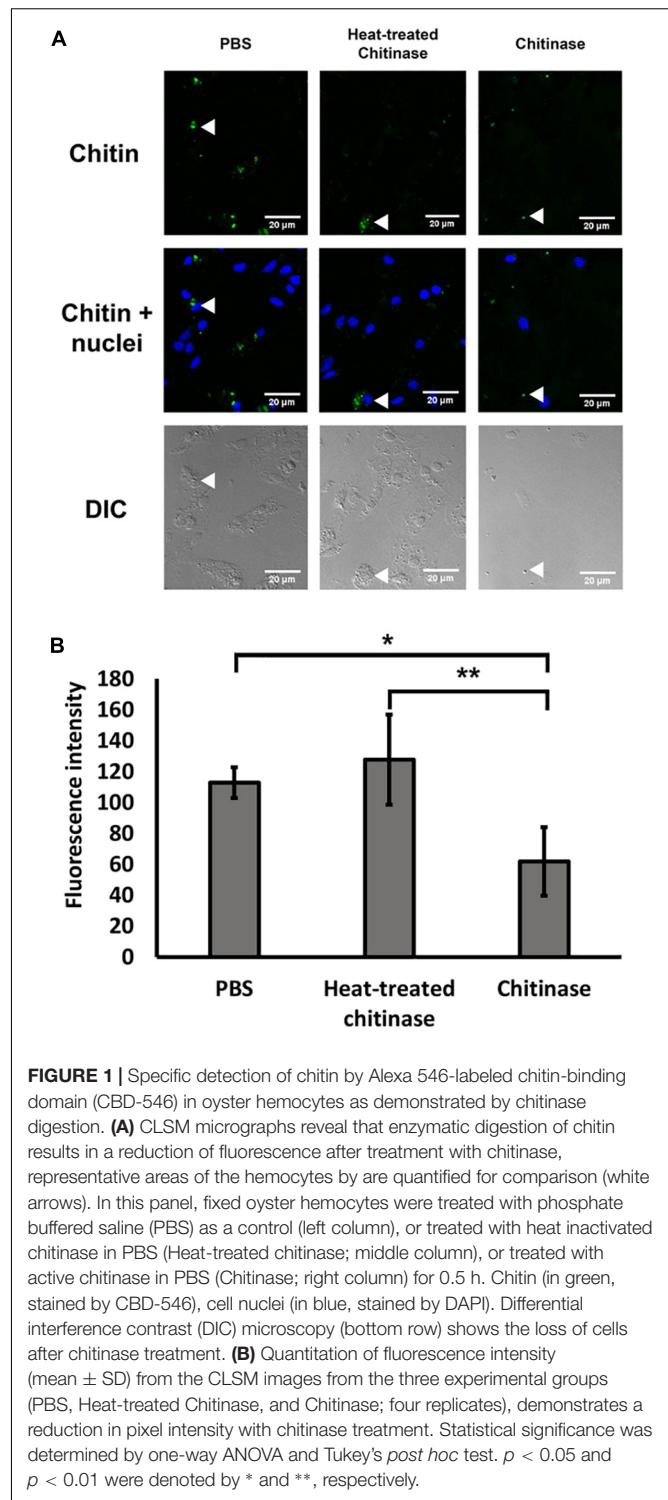 A
PBS
Heat-treated
Chitinase
Chitinase
Chitin
20 µm
20 µm
20 µm
Chitin +
nuclei
20 µm
20 µm
20 µm
DIC
20 µm
20 µm
20 µm
B
*
**
Fluorescence intensity
180
160
140
120
100
80
60
40
20
0
PBS
Heat-treated
chitinase
Chitinase
FIGURE 1 | Specific detection of chitin by Alexa 546-labeled chitin-binding
domain (CBD-546) in oyster hemocytes as demonstrated by chitinase
digestion. (A) CLSM micrographs reveal that enzymatic digestion of chitin
results in a reduction of fluorescence after treatment with chitinase,
representative areas of the hemocytes by are quantified for comparison (white
arrows). In this panel, fixed oyster hemocytes were treated with phosphate
buffered saline (PBS) as a control (left column), or treated with heat inactivated
chitinase in PBS (Heat-treated chitinase; middle column), or treated with
active chitinase in PBS (Chitinase; right column) for 0.5 h. Chitin (in green,
stained by CBD-546), cell nuclei (in blue, stained by DAPI). Differential
interference contrast (DIC) microscopy (bottom row) shows the loss of cells
after chitinase treatment. (B) Quantitation of fluorescence intensity
(mean ± SD) from the CLSM images from the three experimental groups
(PBS, Heat-treated Chitinase, and Chitinase; four replicates), demonstrates a
reduction in pixel intensity with chitinase treatment. Statistical significance was
determined by one-way ANOVA and Tukey's post hoc test. p < 0.05 and
p < 0.01 were denoted by * and **, respectively.